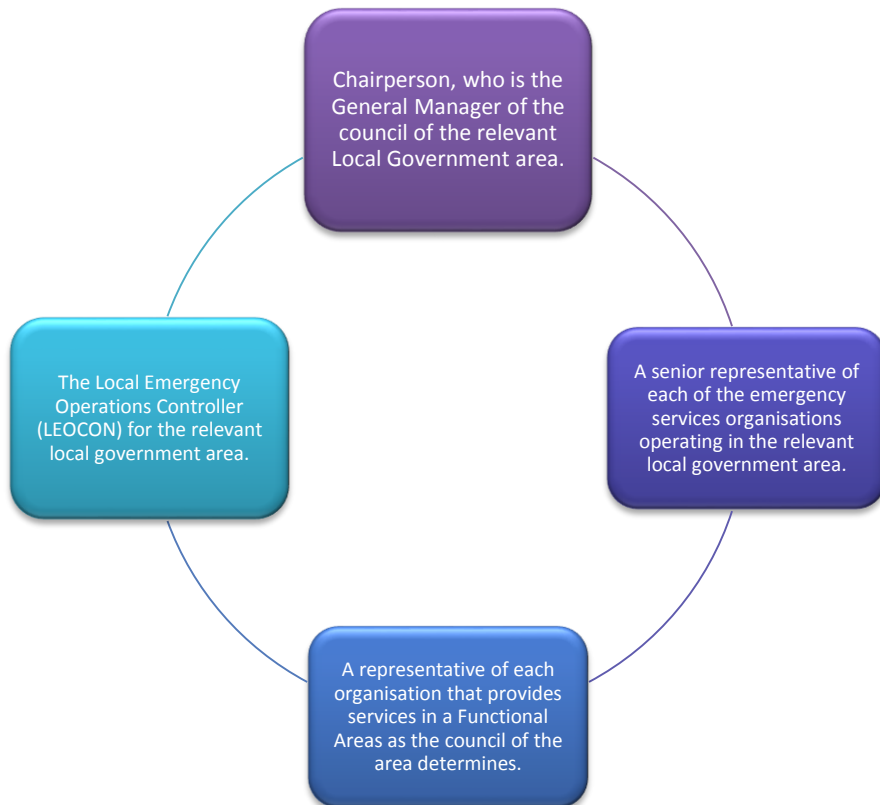 Chairperson, who is the
General Manager of the
council of the relevant
Local Government area.
A senior representative of
each of the emergency
services organisations
operating in the relevant
local government area.
A representative of each
organisation that provides
services in a Functional
Areas as the council of the
area determines.
The Local Emergency
Operations Controller
(LEOCON) for the relevant
local government area.